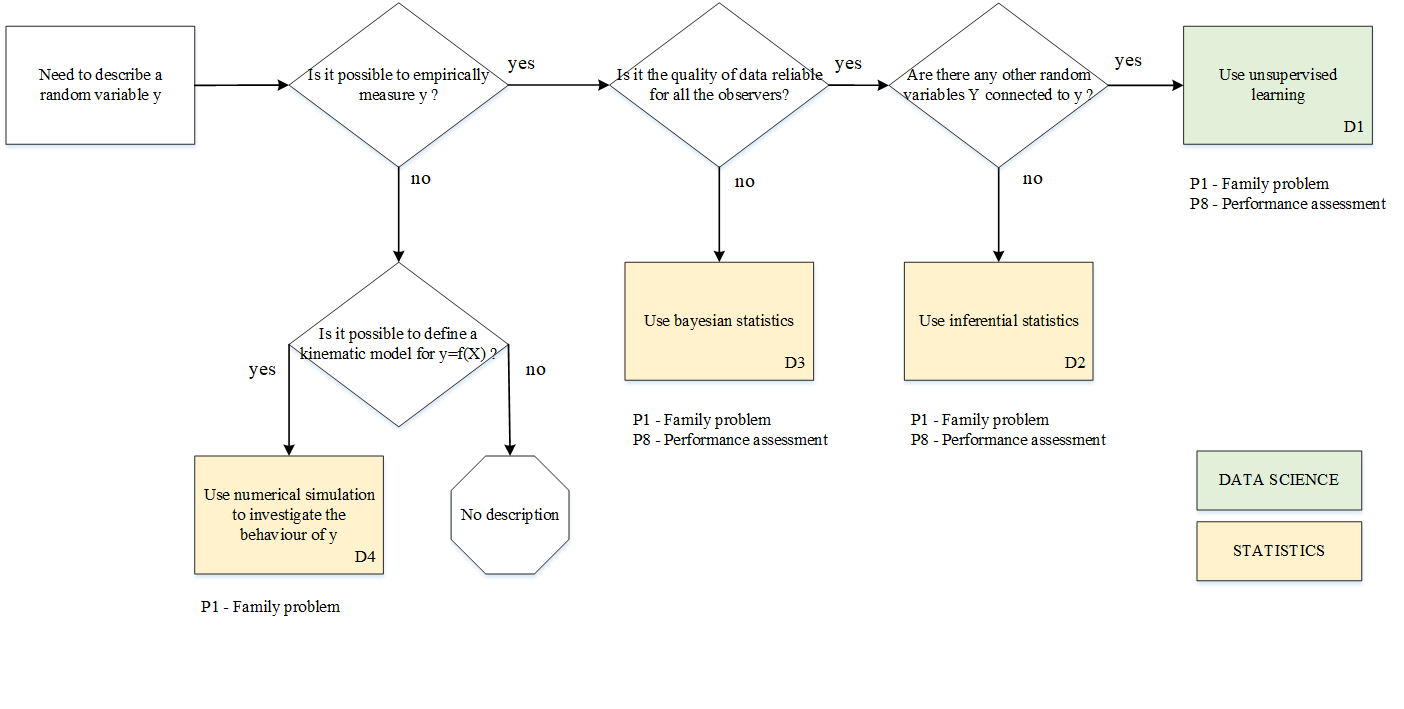 Need to describe a
random variable y
Is it possible to empirically
measure y ?
yes
Is it the quality of data reliable
for all the observers?
yes
Are there any other random
variables Y connected to y ?
yes
Use unsupervised
learning
D1
P1 - Family problem
P8 - Performance assessment
no
no
no
Is it possible to define a
kinematic model for y=f(X) ?
yes
no
Use bayesian statistics
D3
P1 - Family problem
P8 - Performance assessment
Use inferential statistics
D2
P1 - Family problem
P8 - Performance assessment
Use numerical simulation
to investigate the
behaviour of y
D4
P1 - Family problem
No description
DATA SCIENCE
STATISTICS